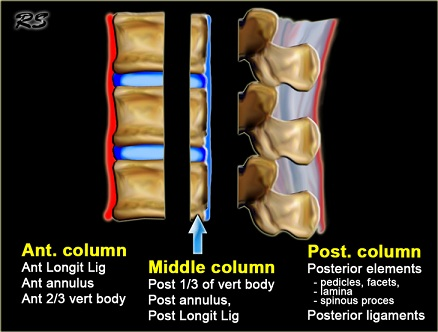 RS
Ant. column
Ant Longit Lig
Ant annulus
Ant 2/3 vert body
Middle column
Post 1/3 of vert body
Post annulus,
Post Longit Lig
Post. column
Posterior elements
- pedicles, facets,
- lamina
- spinous proces
Posterior ligaments